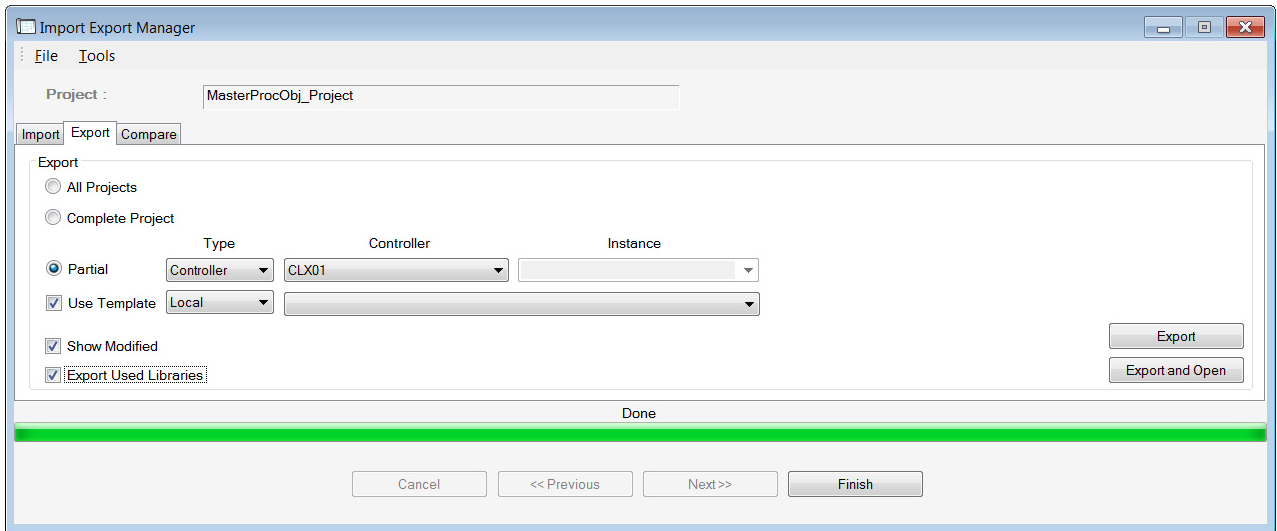 Import Export Manager
File Tools
Project :
MasterProcObj_Project
Import Export Compare
Export
All Projects
Complete Project
Type Controller Instance
Partial Controller CLX01
Use Template Local
Show Modified
Export
Export Used Libraries
Export and Open
Done
Cancel << Previous Next >> Finish